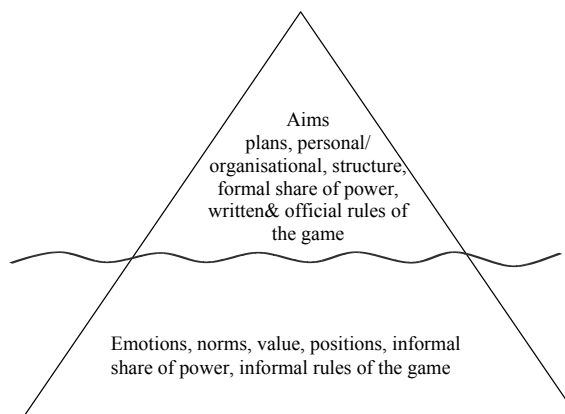 Aims
plans, personal/
organisational, structure,
formal share of power,
written& official rules of
the game
Emotions, norms, value, positions, informal
share of power, informal rules of the game